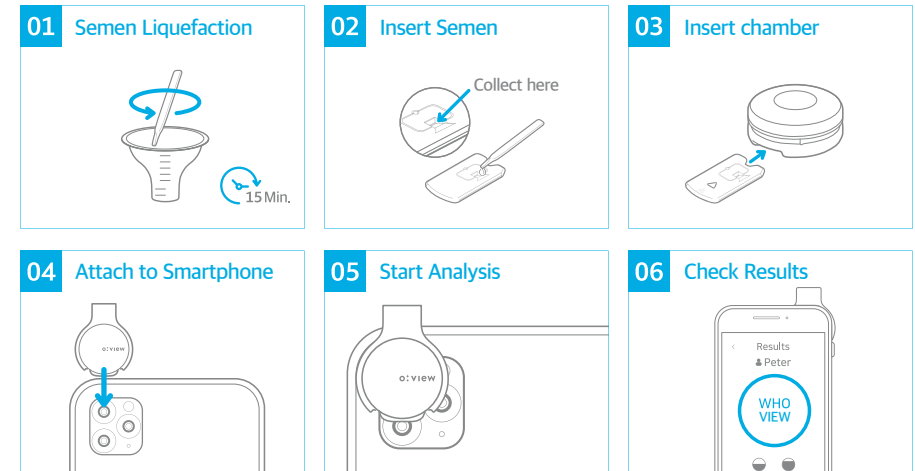 01 Semen Liquefaction
15 Min.
02 Insert Semen
Collect here
03 Insert chamber
04 Attach to Smartphone
o:view
05 Start Analysis
o:view
06 Check Results
Results
Peter
WHO
VIEW